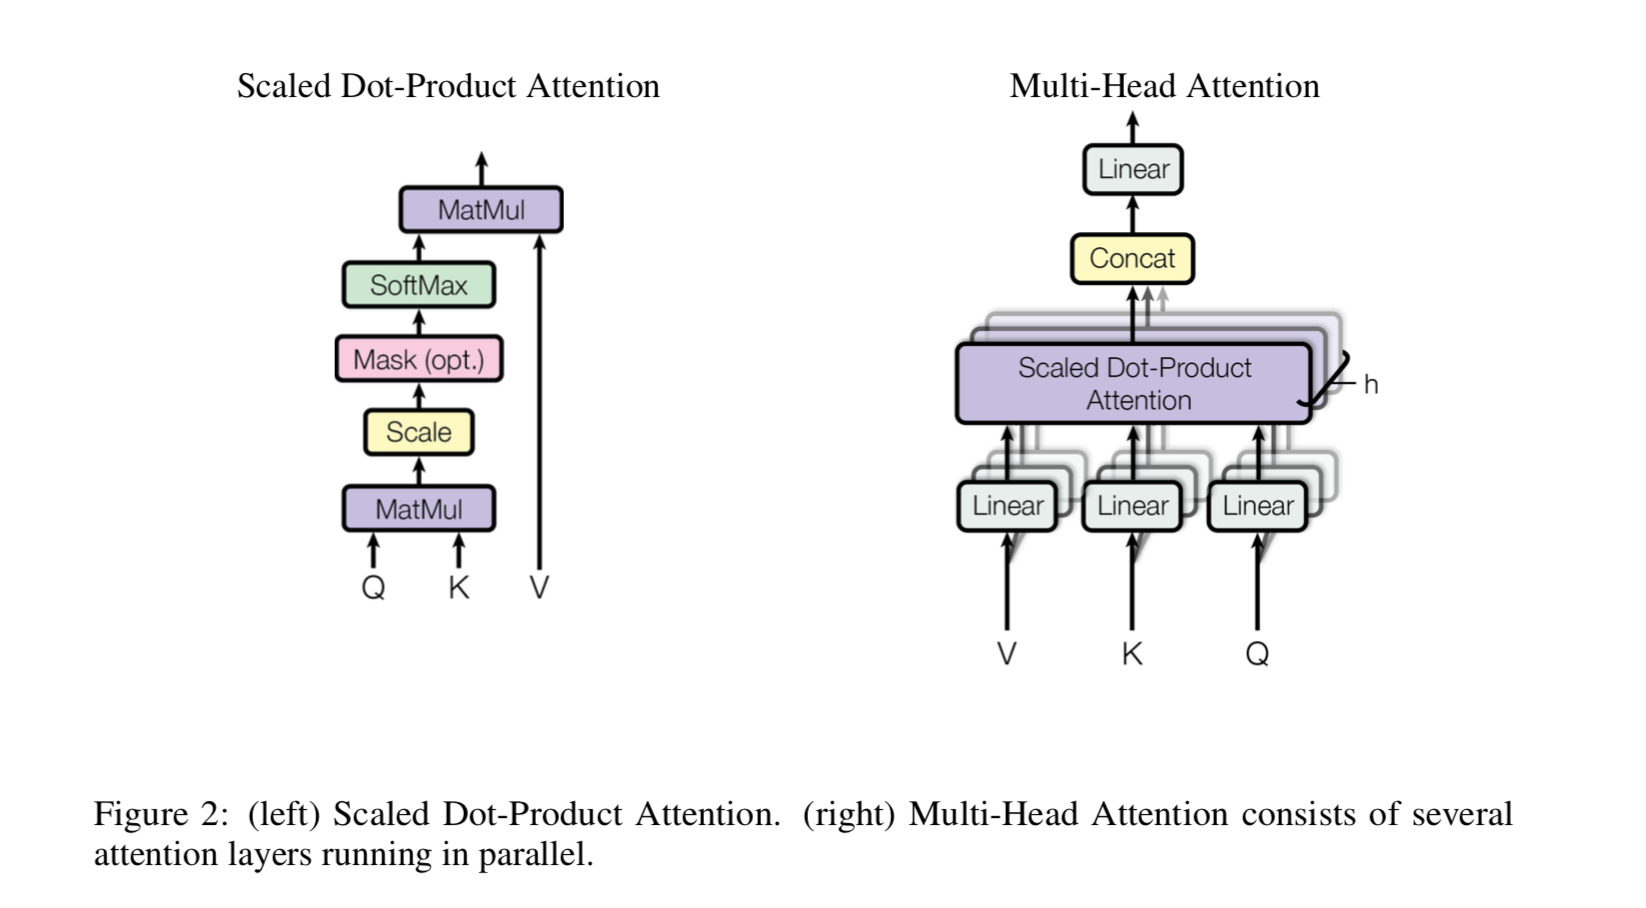 Scaled Dot-Product Attention
MatMul
SoftMax
Mask (opt.)
Scale
MatMul
Q K V
Multi-Head Attention
Linear
Concat
Scaled Dot-Product
Attention
h
Linear Linear Linear
V K Q
Figure 2: (left) Scaled Dot-Product Attention. (right) Multi-Head Attention consists of several
attention layers running in parallel.